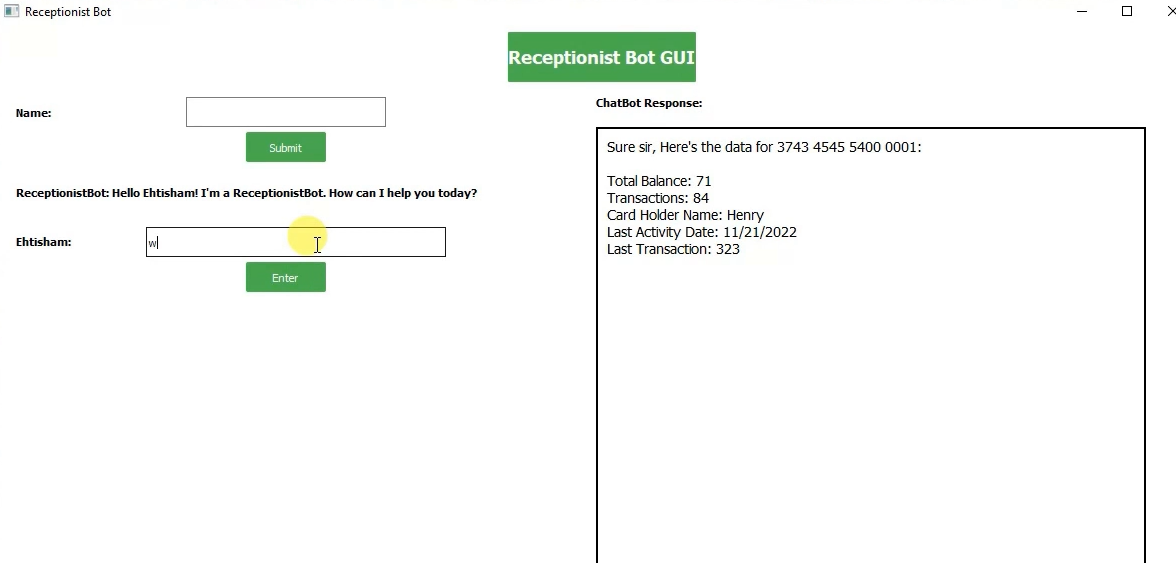 Receptionist Bot
Receptionist Bot GUI
Name:
Submit
ReceptionistBot: Hello Ehtisham! I'm a ReceptionistBot. How can I help you today?
Ehtisham:
w
Enter
ChatBot Response:
Sure sir, Here's the data for 3743 4545 5400 0001:
Total Balance: 71
Transactions: 84
Card Holder Name: Henry
Last Activity Date: 11/21/2022
Last Transaction: 323